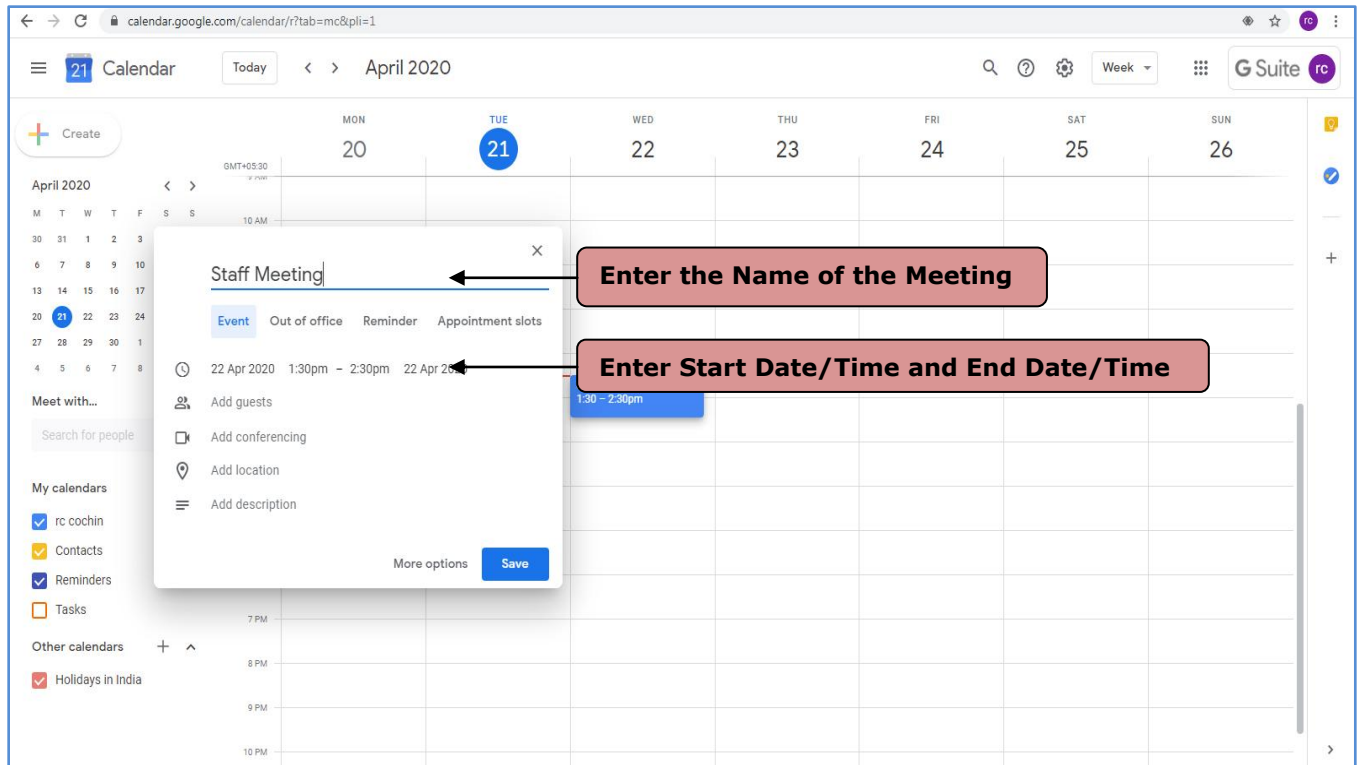 calendar.google.com/calendar/r?tab=mc&pli=1
rc
21 Calendar Today April 2020 Week G Suite rc
Create
MON TUE WED THU FRI SAT SUN
20 21 22 23 24 25 26
GMT+05:30
April 2020
M T W T F S S
10 AM
30 31 1 2 3
6 7 8 9 10
13 14 15 16 17
20 21 22 23 24
27 28 29 30 1
4 5 6 7 8
Meet with...
Search for people
My calendars
rc cochin
Contacts
Reminders
Tasks
Other calendars
Holidays in India
Staff Meeting
Enter the Name of the Meeting
Event Out of office Reminder Appointment slots
22 Apr 2020 1:30pm – 2:30pm 22 Apr
Enter Start Date/Time and End Date/Time
1:30 – 2:30pm
Add guests
Add conferencing
Add location
Add description
More options Save
7 PM
8 PM
9 PM
10 PM